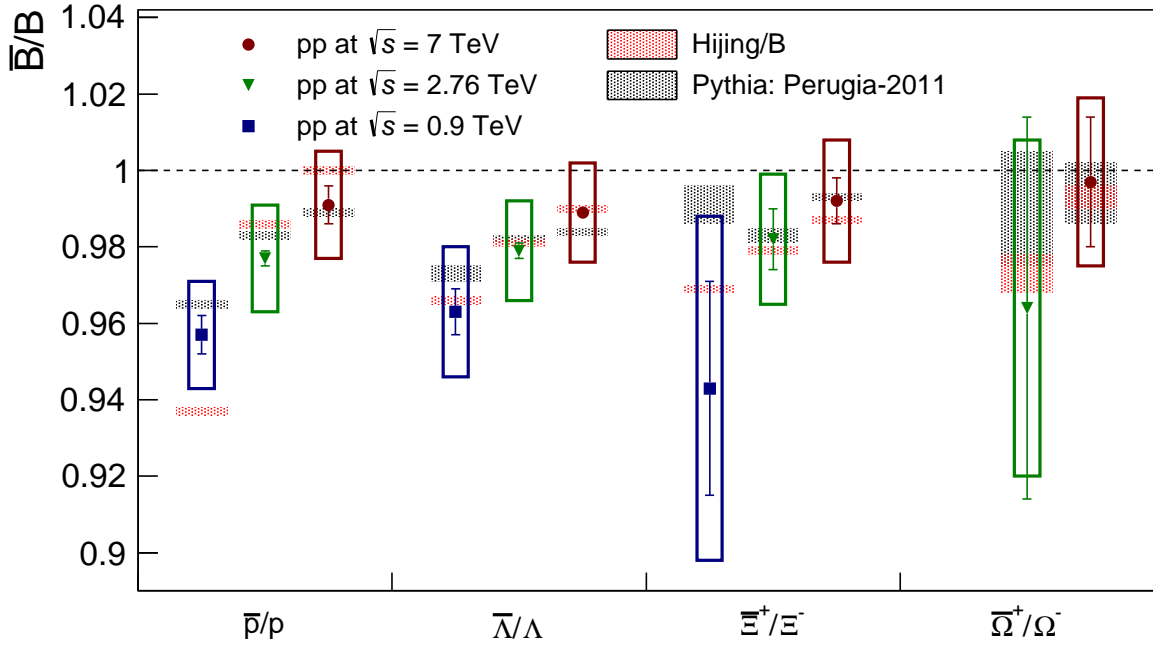 B̅/B
1.04
1.02
1
0.98
0.96
0.94
0.92
0.9
pp at √s = 7 TeV
pp at √s = 2.76 TeV
pp at √s = 0.9 TeV
Hijing/B
Pythia: Perugia-2011
p̅/p
Λ̅/Λ
Ξ̅⁺/Ξ⁻
Ω̅⁺/Ω⁻